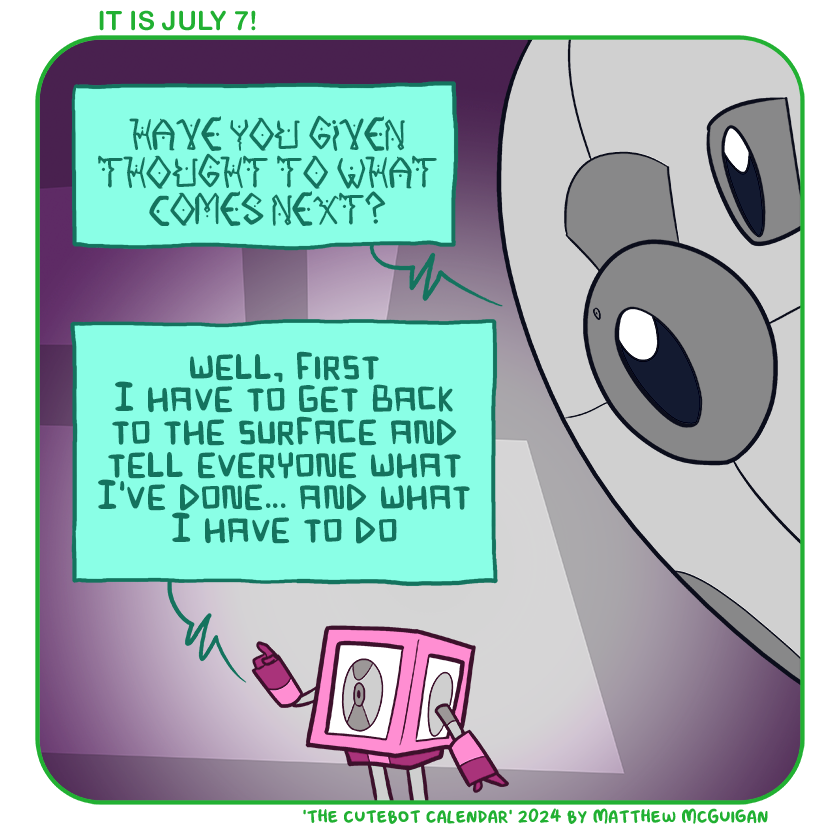 IT IS JULY 7!
HAVE YOU GIVEN
THOUGHT TO WHAT
COMES NEXT?
WELL, FIRST
I HAVE TO GET BACK
TO THE SURFACE AND
TELL EVERYONE WHAT
I'VE DONE... AND WHAT
I HAVE TO DO
'THE CUTEBOT CALENDAR' 2024 BY MATTHEW MCGUIGAN